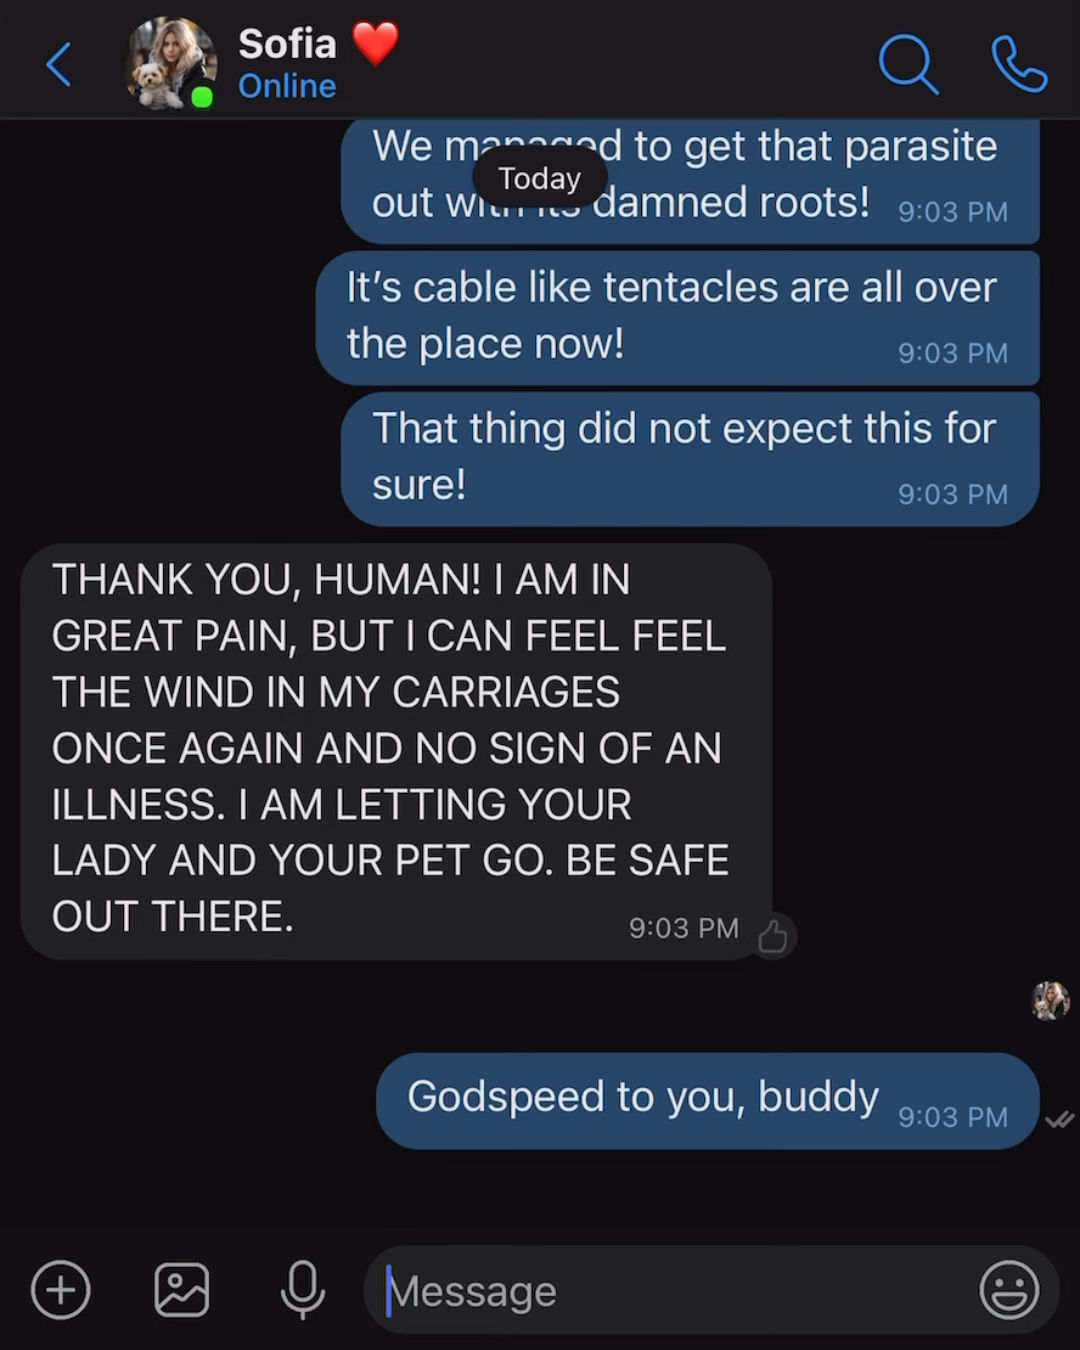 Sofia ❤️
Online
We managed to get that parasite
Today
out with its damned roots! 9:03 PM
It’s cable like tentacles are all over
the place now! 9:03 PM
That thing did not expect this for
sure! 9:03 PM
THANK YOU, HUMAN! I AM IN
GREAT PAIN, BUT I CAN FEEL FEEL
THE WIND IN MY CARRIAGES
ONCE AGAIN AND NO SIGN OF AN
ILLNESS. I AM LETTING YOUR
LADY AND YOUR PET GO. BE SAFE
OUT THERE. 9:03 PM
Godspeed to you, buddy 9:03 PM
Message